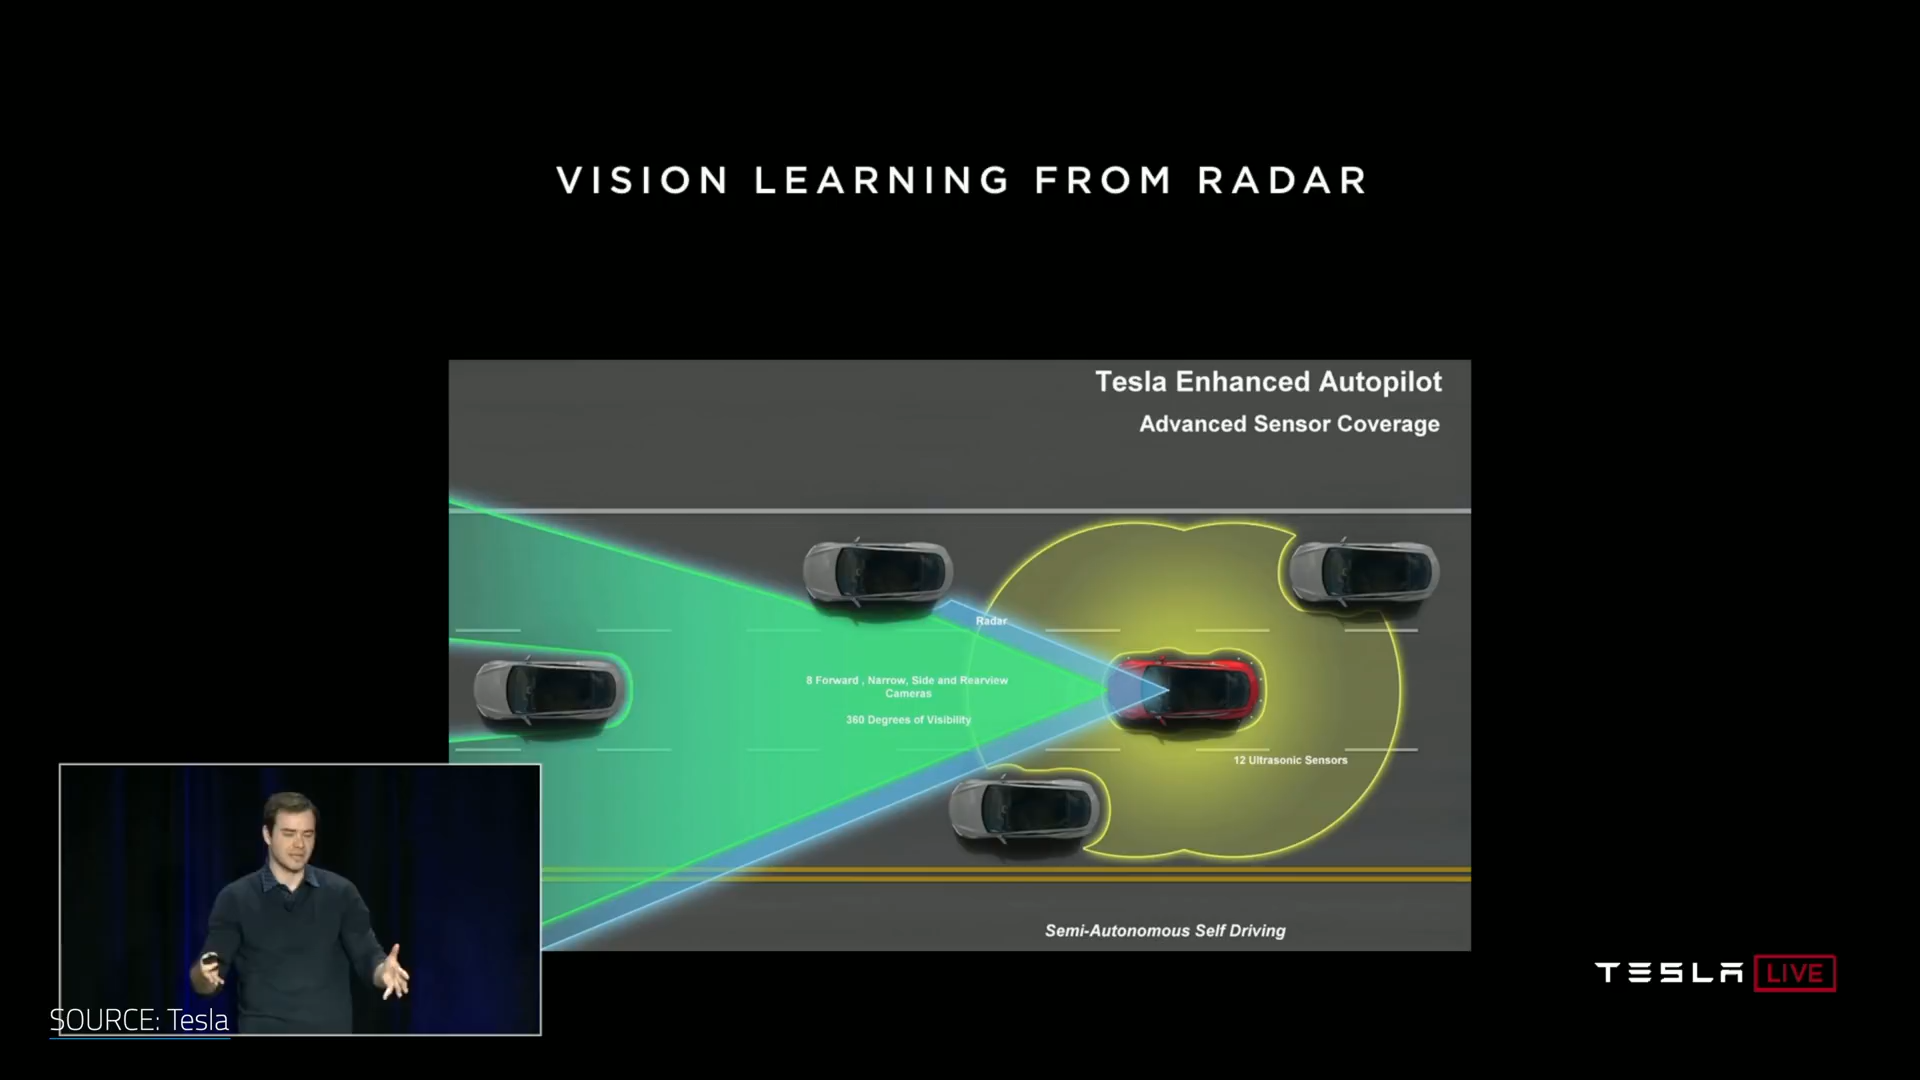 VISION LEARNING FROM RADAR
Tesla Enhanced Autopilot
Advanced Sensor Coverage
Radar
8 Forward , Narrow, Side and Rearview
Cameras
360 Degrees of Visibility
12 Ultrasonic Sensors
Semi-Autonomous Self Driving
TESLA LIVE
SOURCE: Tesla